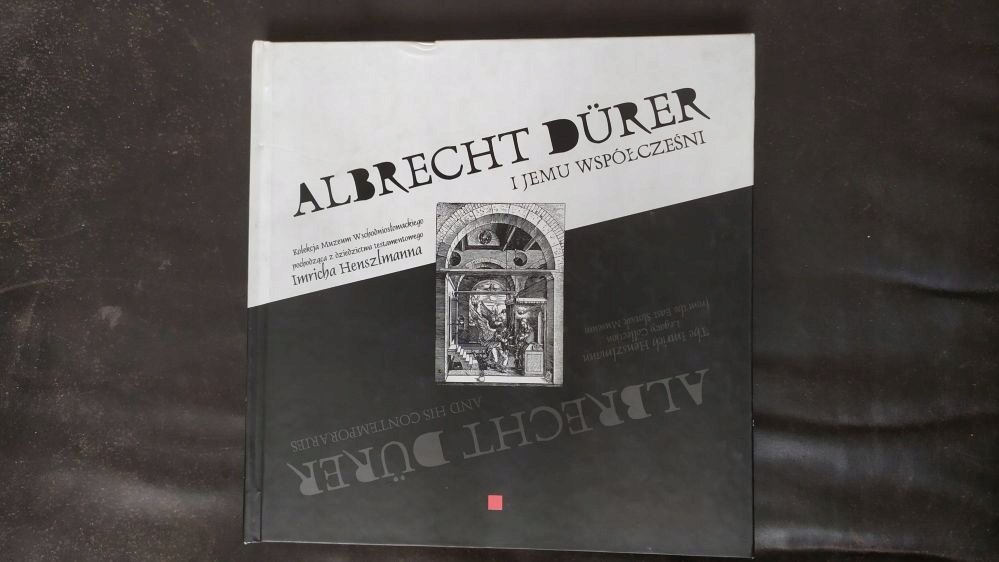 ALBRECHT DÜRER
I JEMU WSPÓŁCZEŚNI
Kolekcja Muzeum Wschodniosłowackiego
pochodząca z dziedzictwa testamentowego
Imricha Henszlmanna
ALBRECHT DÜRER
AND HIS CONTEMPORARIES
The Imrich Henszlmann
Legacy Collection
from the East Slovak Museum